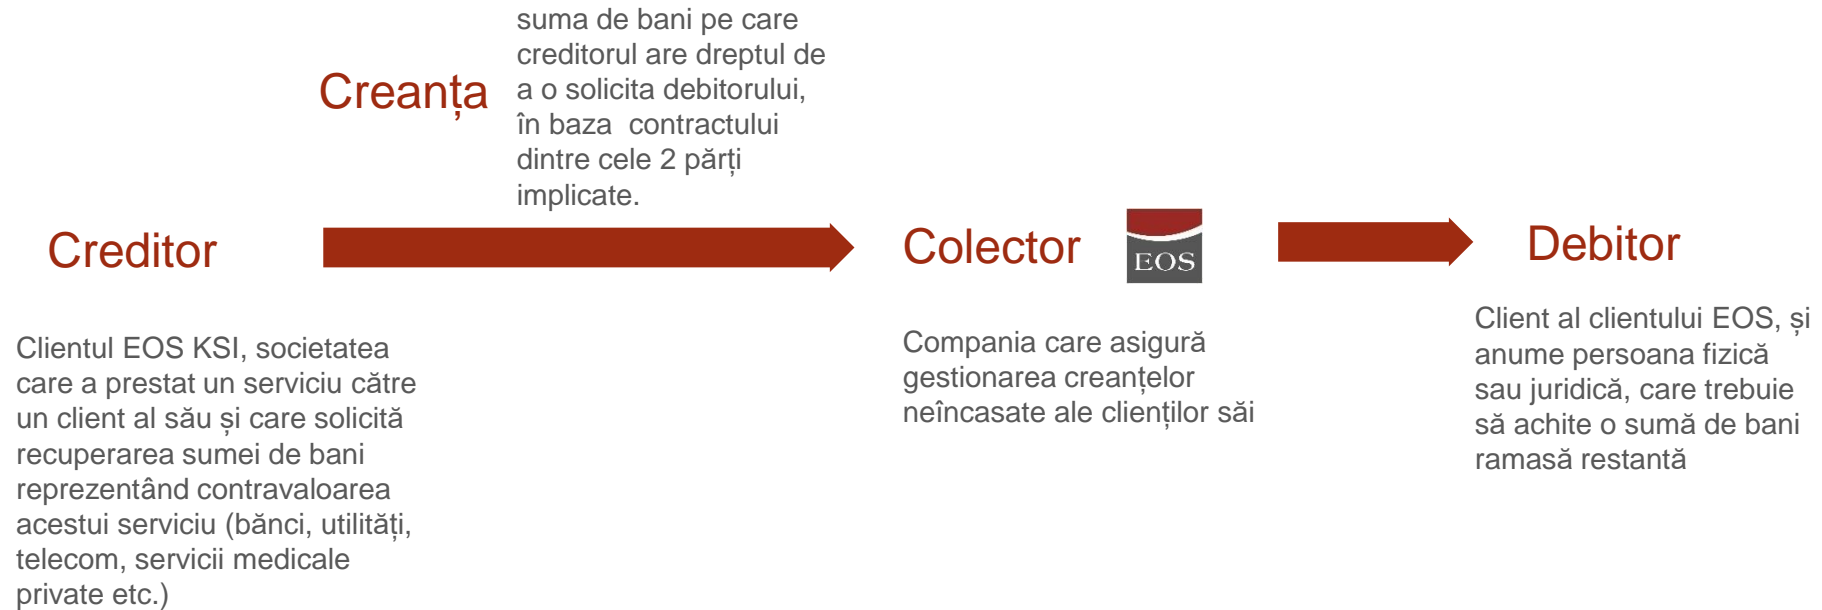 suma de bani pe care
creditorul are dreptul de
a o solicita debitorului,
în baza  contractului
dintre cele 2 părți
implicate.
Creanța
Creditor
Clientul EOS KSI, societatea
care a prestat un serviciu către
un client al său și care solicită
recuperarea sumei de bani
reprezentând contravaloarea
acestui serviciu (bănci, utilități,
telecom, servicii medicale
private etc.)
Colector
EOS
Compania care asigură
gestionarea creanțelor
neîncasate ale clienților săi
Debitor
Client al clientului EOS, și
anume persoana fizică
sau juridică, care trebuie
să achite o sumă de bani
ramasă restantă